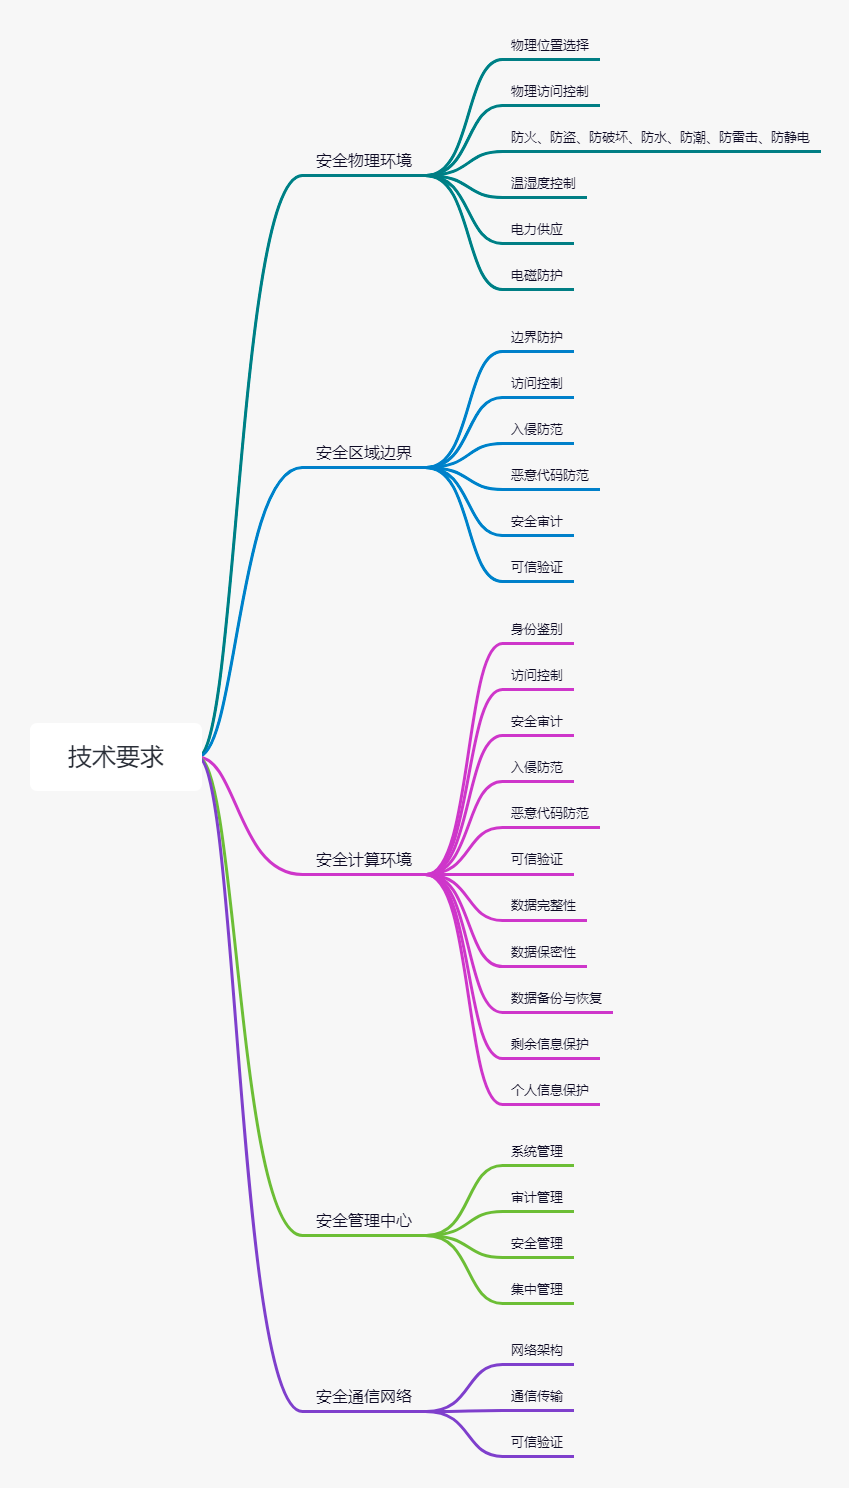 技术要求
安全物理环境
物理位置选择
物理访问控制
防火、防盗、防破坏、防水、防潮、防雷击、防静电
温湿度控制
电力供应
电磁防护
安全区域边界
边界防护
访问控制
入侵防范
恶意代码防范
安全审计
可信验证
安全计算环境
身份鉴别
访问控制
安全审计
入侵防范
恶意代码防范
可信验证
数据完整性
数据保密性
数据备份与恢复
剩余信息保护
个人信息保护
安全管理中心
系统管理
审计管理
安全管理
集中管理
安全通信网络
网络架构
通信传输
可信验证